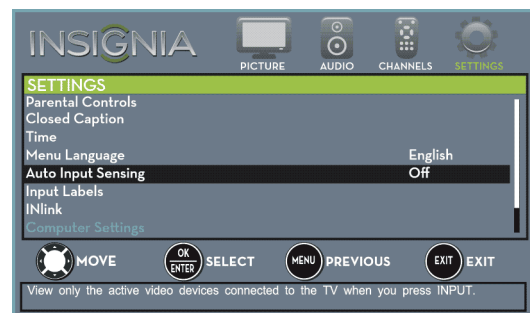 INSIGNIA
PICTURE AUDIO CHANNELS SETTINGS
SETTINGS
Parental Controls
Closed Caption
Time
Menu Language English
Auto Input Sensing Off
Input Labels
INlink
Computer Settings
MOVE OK ENTER SELECT MENU PREVIOUS EXIT EXIT
View only the active video devices connected to the TV when you press INPUT.